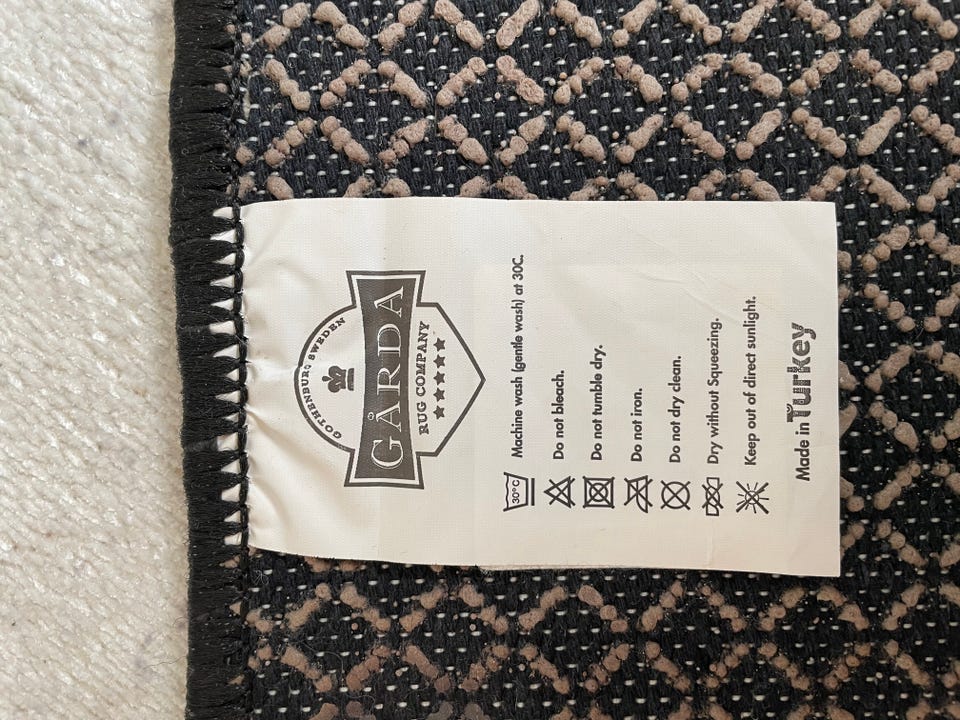 GOTHENBURG SWEDEN
GÅRDA
RUG COMPANY
30°C Machine wash (gentle wash) at 30C.
Do not bleach.
Do not tumble dry.
Do not iron.
Do not dry clean.
Dry without Squeezing.
Keep out of direct sunlight.
Made in Turkey